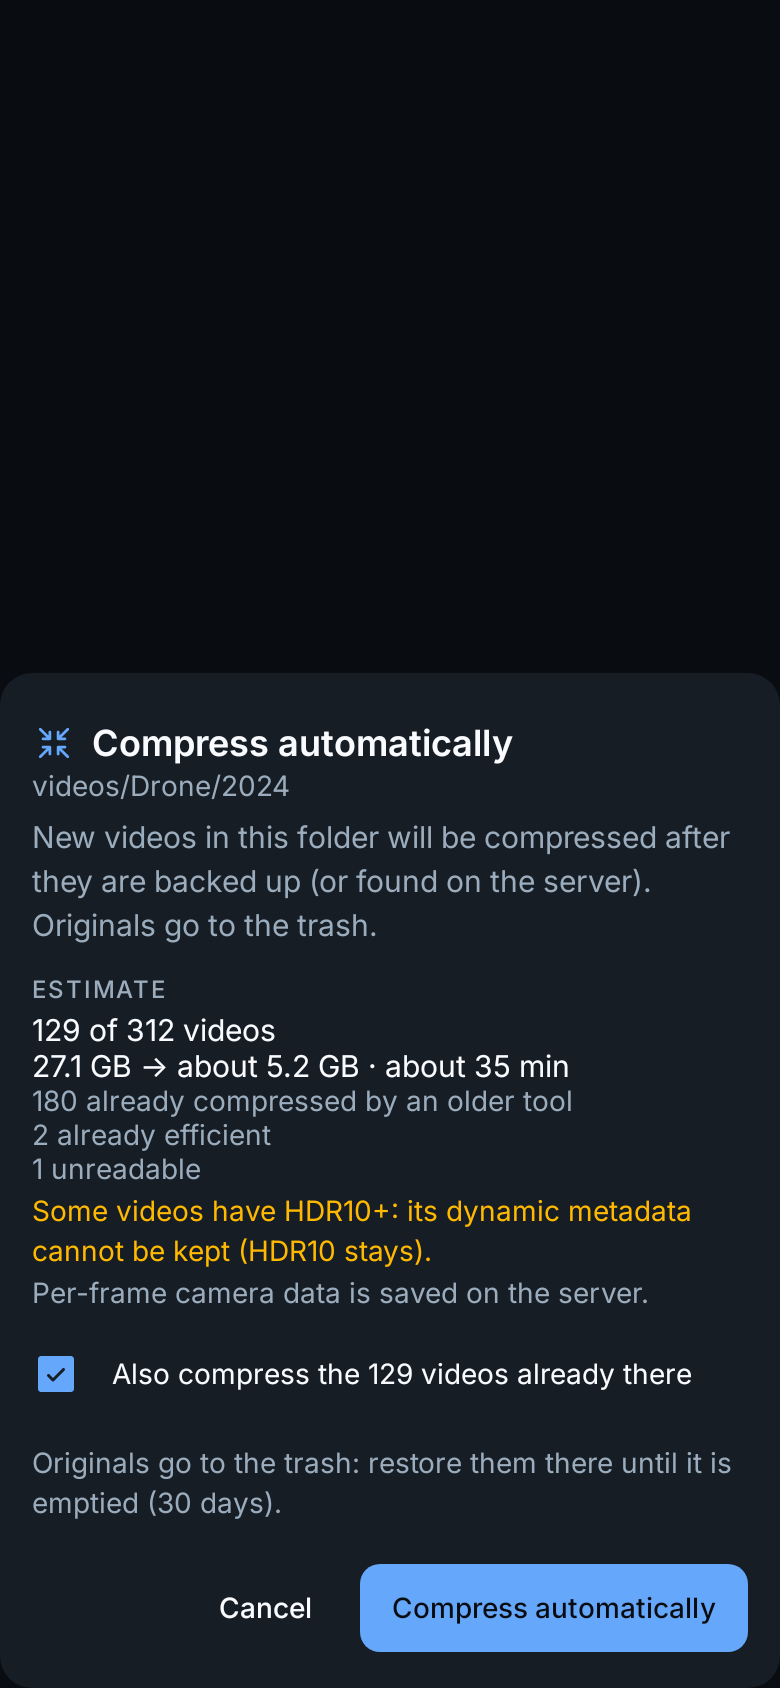 Compress automatically
videos/Drone/2024
New videos in this folder will be compressed after
they are backed up (or found on the server).
Originals go to the trash.
ESTIMATE
129 of 312 videos
27.1 GB → about 5.2 GB · about 35 min
180 already compressed by an older tool
2 already efficient
1 unreadable
Some videos have HDR10+: its dynamic metadata
cannot be kept (HDR10 stays).
Per-frame camera data is saved on the server.
Also compress the 129 videos already there
Originals go to the trash: restore them there until it is
emptied (30 days).
Cancel
Compress automatically